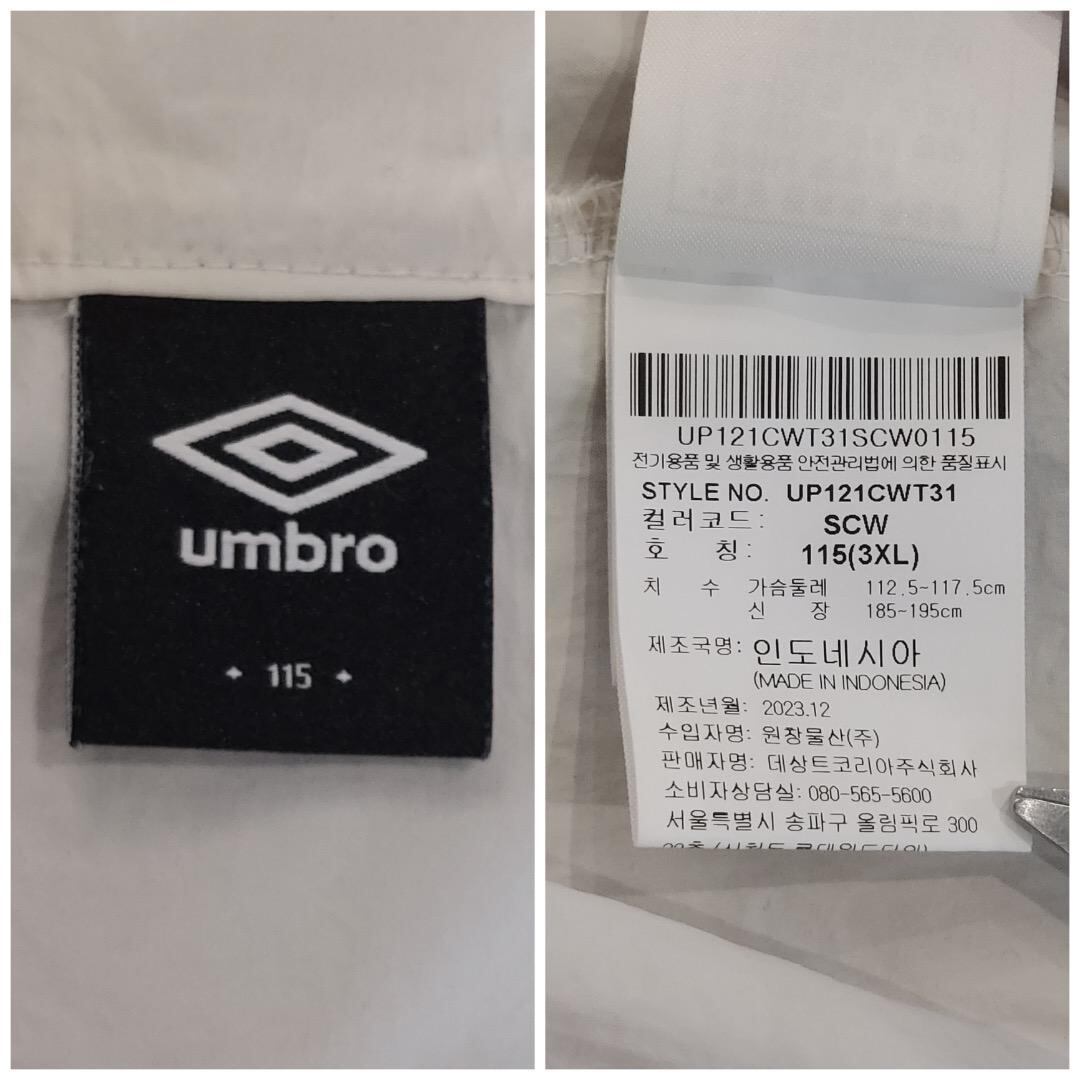 umbro
115
UP121CWT31SCW0115
전기용품 및 생활용품 안전관리법에 의한 품질표시
STYLE NO. UP121CWT31
컬러코드: SCW
호 칭: 115(3XL)
치 수 가슴둘레 112.5~117.5cm
신 장 185~195cm
제조국명: 인도네시아
(MADE IN INDONESIA)
제조년월: 2023.12
수입자명: 원창물산(주)
판매자명: 데상트코리아주식회사
소비자상담실: 080-565-5600
서울특별시 송파구 올림픽로 300